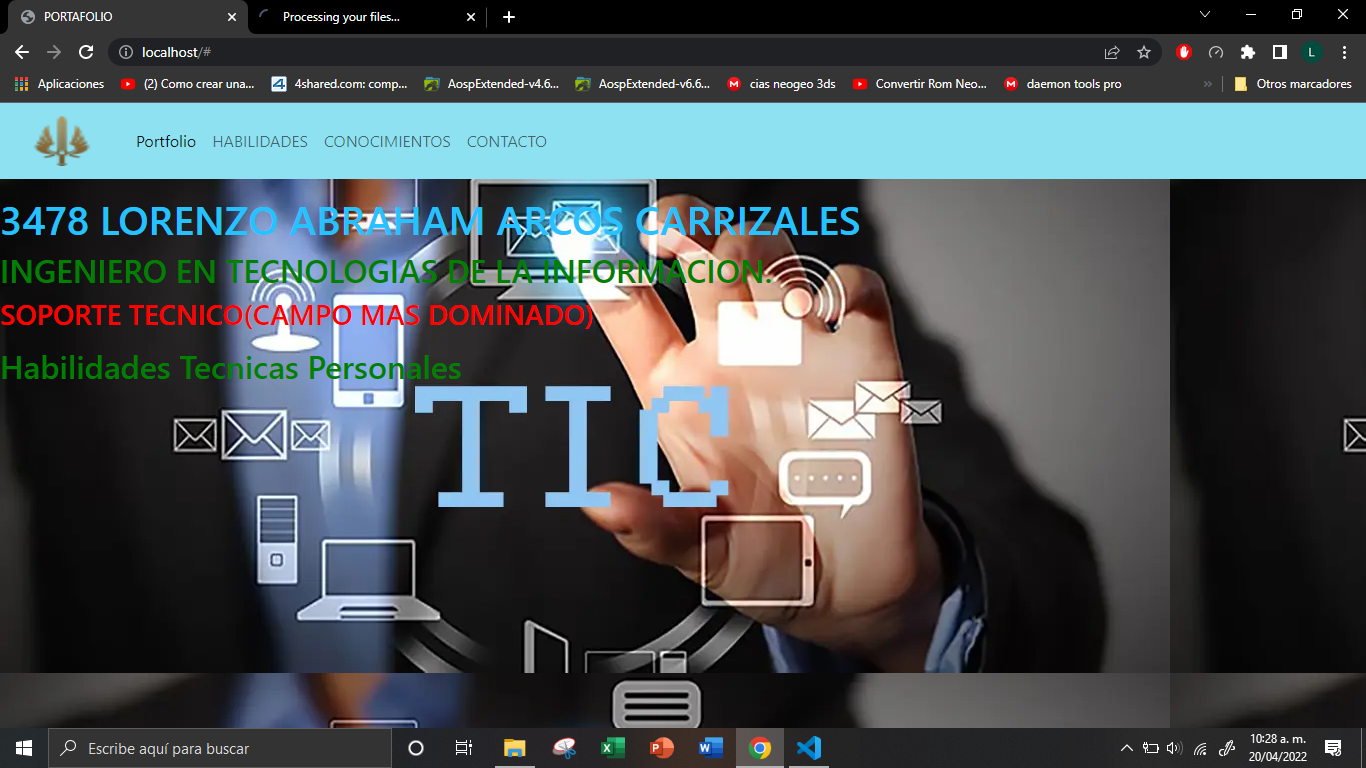 PORTAFOLIO
Processing your files...
localhost/#
L
Aplicaciones
(2) Como crear una...
4shared.com: comp...
AospExtended-v4.6...
AospExtended-v6.6...
cias neogeo 3ds
Convertir Rom Neo...
daemon tools pro
»
Otros marcadores
Portfolio HABILIDADES CONOCIMIENTOS CONTACTO
3478 LORENZO ABRAHAM ARCOS CARRIZALES
INGENIERO EN TECNOLOGIAS DE LA INFORMACION.
SOPORTE TECNICO(CAMPO MAS DOMINADO)
Habilidades Tecnicas Personales
TIC
Escribe aquí para buscar
10:28 a. m.
20/04/2022